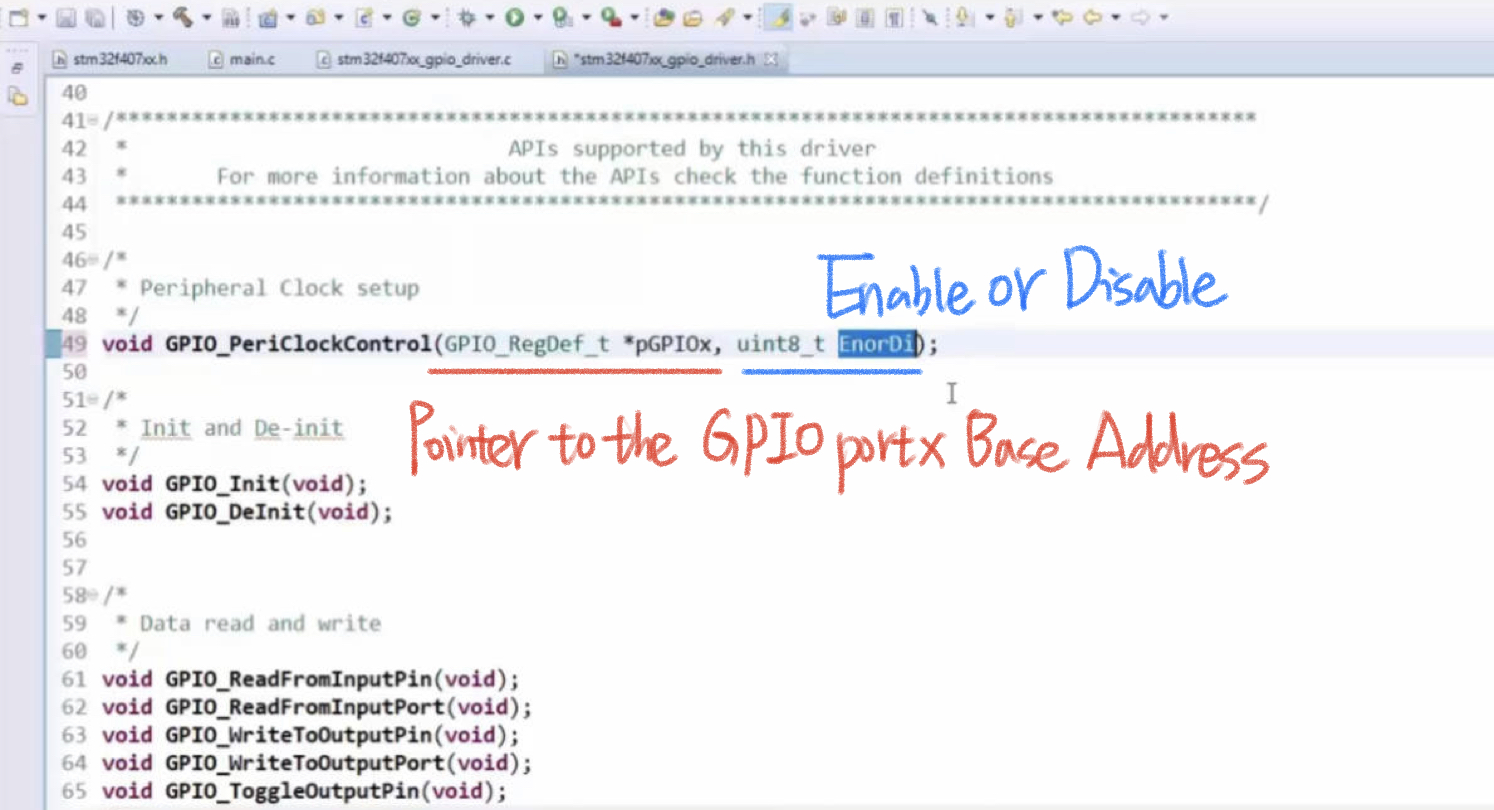 stm32f407xx.h main.c stm32f407xx_gpio_driver.c *stm32f407xx_gpio_driver.h
40
41 /******************************************************************************************
42 * APIs supported by this driver
43 * For more information about the APIs check the function definitions
44 ******************************************************************************************/
45
46 /*
47 * Peripheral Clock setup
Enable or Disable
48 */
49 void GPIO_PeriClockControl(GPIO_RegDef_t *pGPIOx, uint8_t EnorDi);
50
51 /*
52 * Init and De-init
Pointer to the GPIO port x Base Address
53 */
54 void GPIO_Init(void);
55 void GPIO_DeInit(void);
56
57
58 /*
59 * Data read and write
60 */
61 void GPIO_ReadFromInputPin(void);
62 void GPIO_ReadFromInputPort(void);
63 void GPIO_WriteToOutputPin(void);
64 void GPIO_WriteToOutputPort(void);
65 void GPIO_ToggleOutputPin(void);